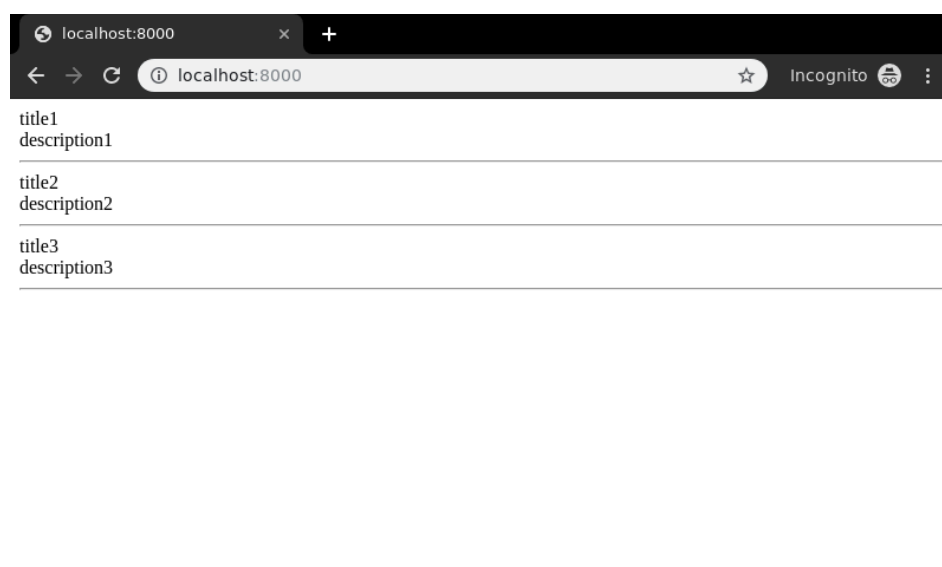 localhost:8000
localhost:8000
Incognito
title1
description1
title2
description2
title3
description3